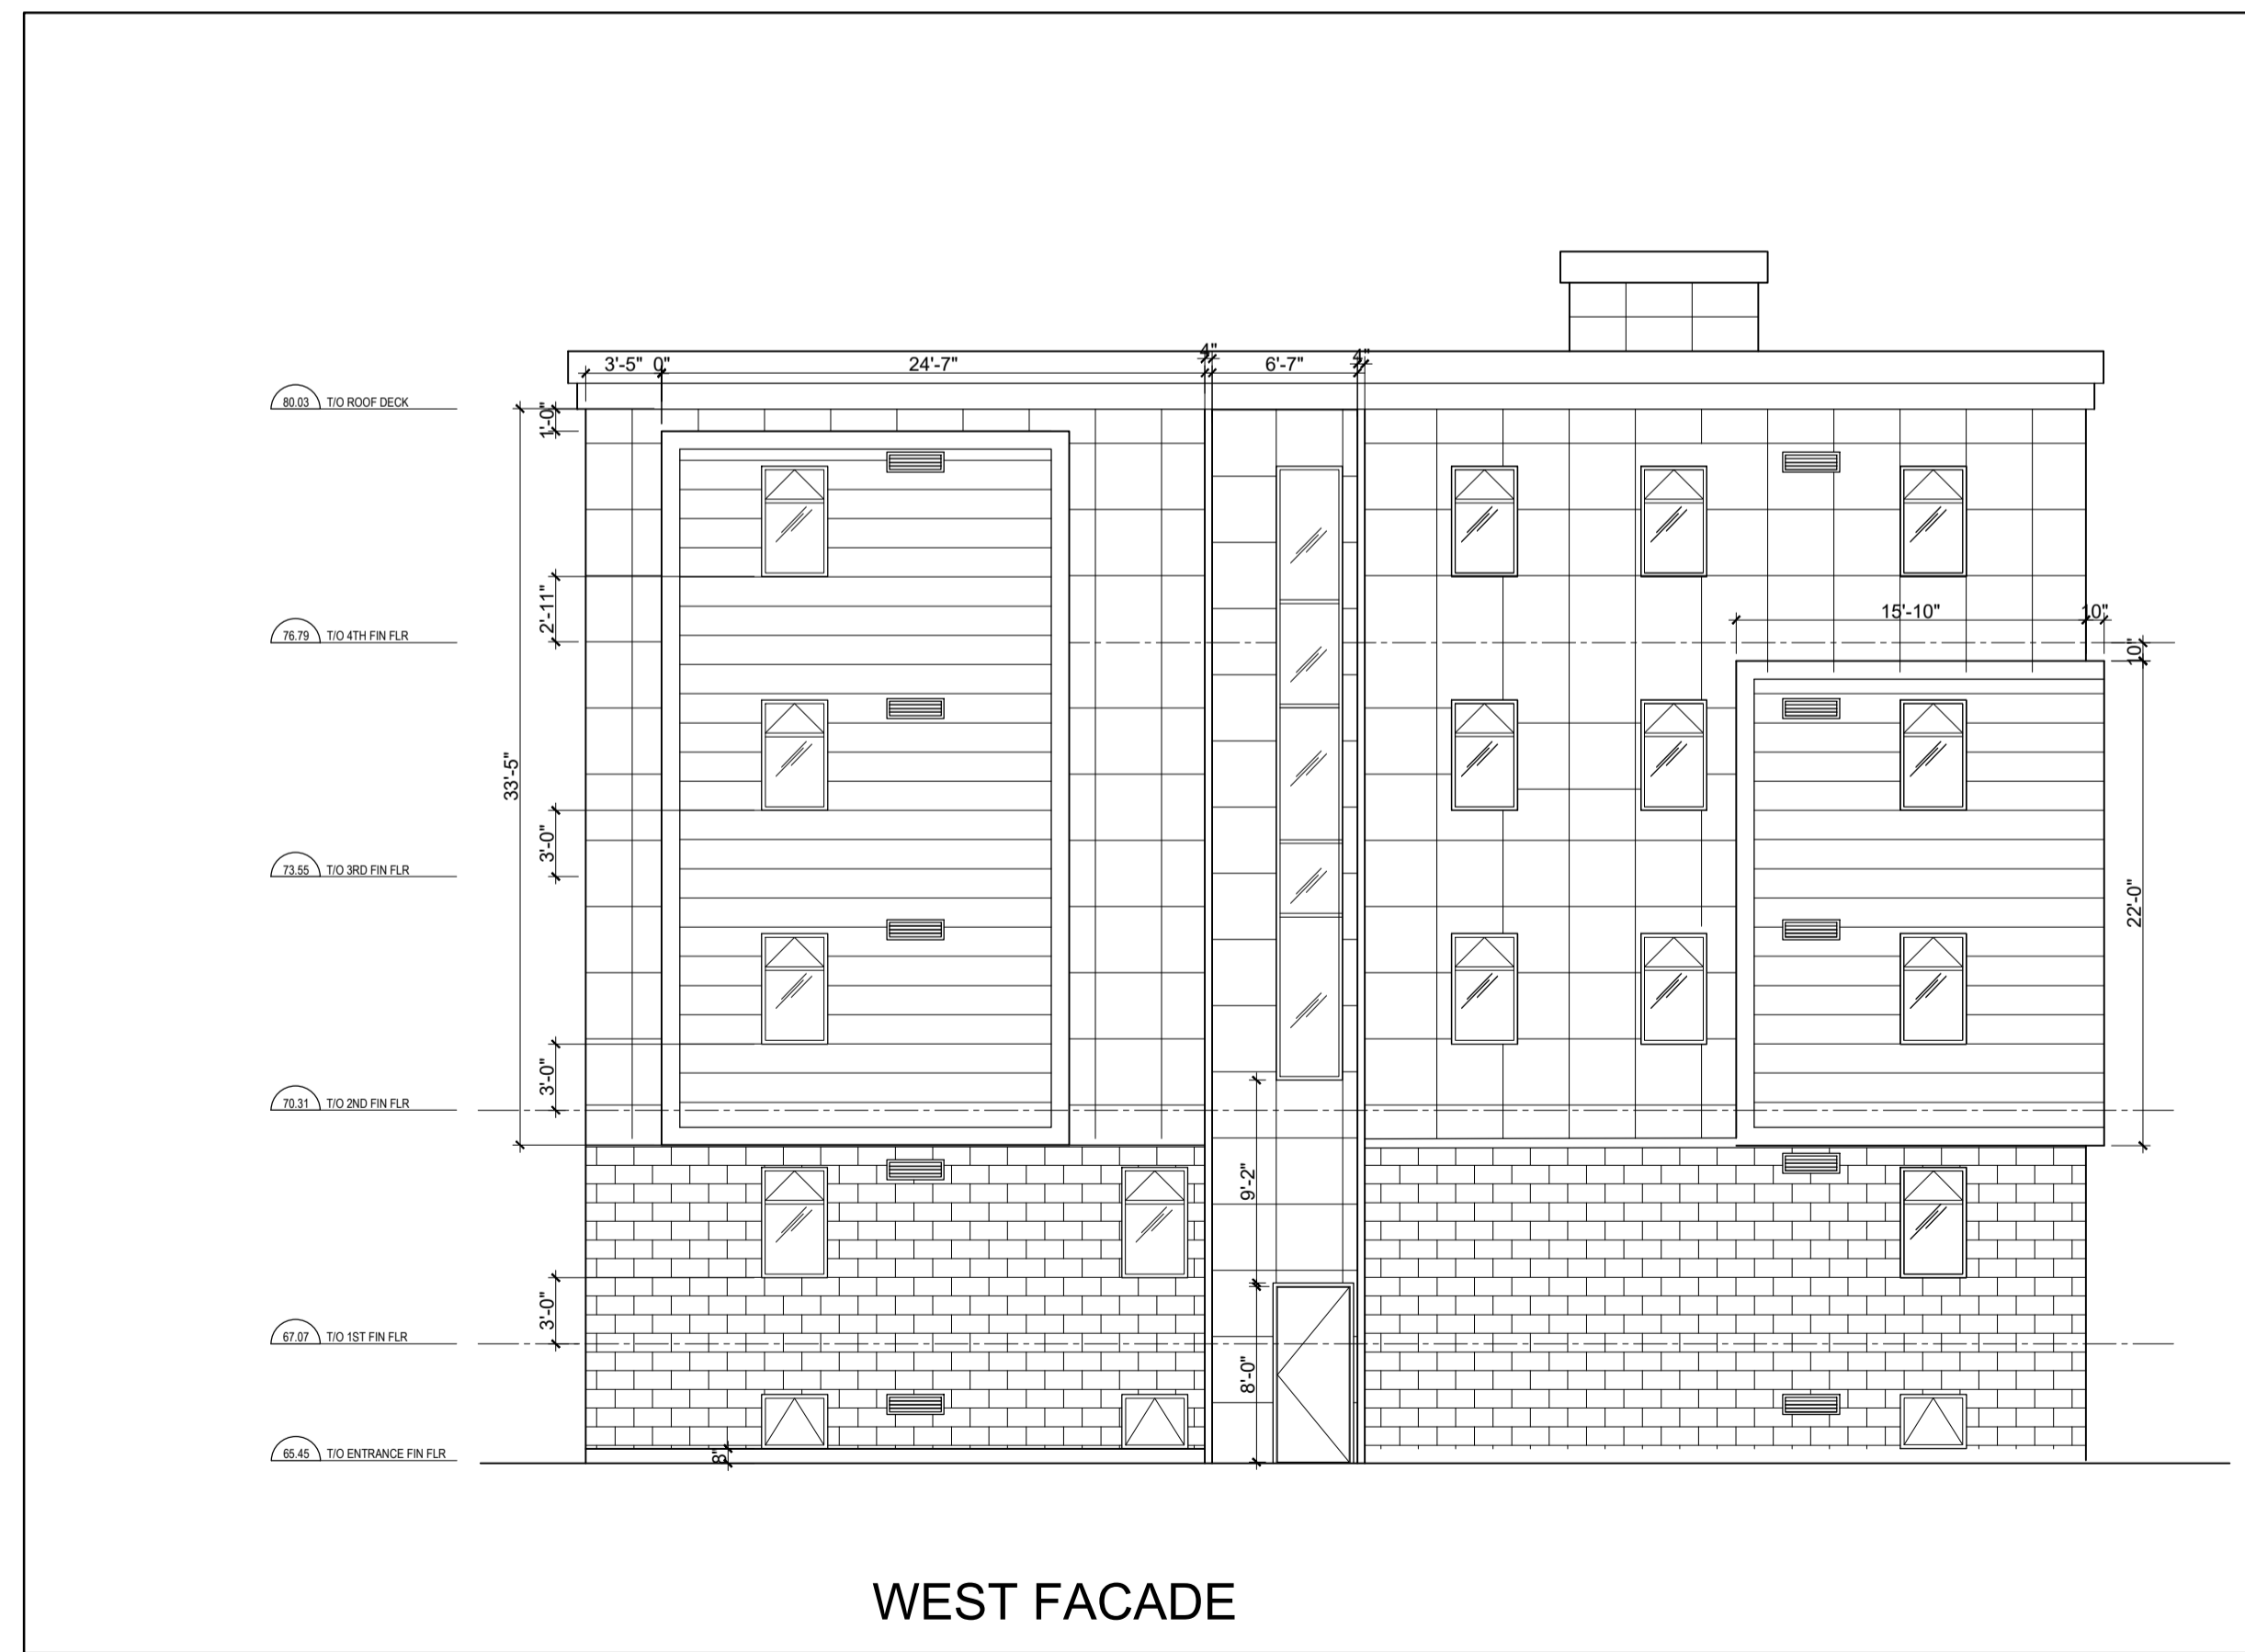 4"
4"
3'-5"
0"
24'-7"
6'-7"
80.03 T/O ROOF DECK
1'-0"
2'-11"
15'-10"
10"
76.79 T/O 4TH FIN FLR
10"
33'-5"
3'-0"
73.55 T/O 3RD FIN FLR
22'-0"
3'-0"
70.31 T/O 2ND FIN FLR
9'-2"
3'-0"
67.07 T/O 1ST FIN FLR
8'-0"
65.45 T/O ENTRANCE FIN FLR
8"
WEST FACADE